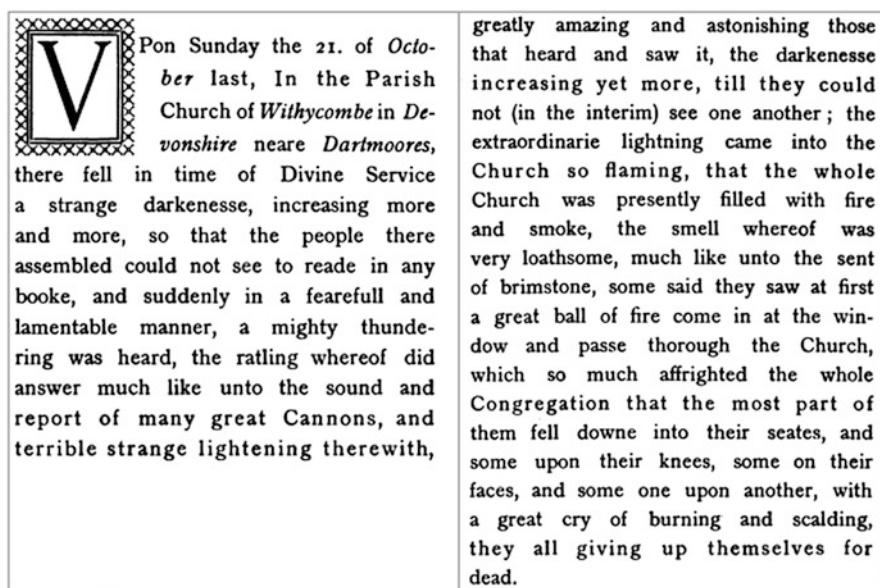 VPon Sunday the 21. of Octo-
ber last, In the Parish
Church of Withycombe in De-
vonshire neare Dartmoores,
there fell in time of Divine Service
a strange darkenesse, increasing more
and more, so that the people there
assembled could not see to reade in any
booke, and suddenly in a fearefull and
lamentable manner, a mighty thunde-
ring was heard, the ratling whereof did
answer much like unto the sound and
report of many great Cannons, and
terrible strange lightening therewith,
greatly amazing and astonishing those
that heard and saw it, the darkenesse
increasing yet more, till they could
not (in the interim) see one another; the
extraordinarie lightning came into the
Church so flaming, that the whole
Church was presently filled with fire
and smoke, the smell whereof was
very loathsome, much like unto the sent
of brimstone, some said they saw at first
a great ball of fire come in at the win-
dow and passe thorough the Church,
which so much affrighted the whole
Congregation that the most part of
them fell downe into their seates, and
some upon their knees, some on their
faces, and some one upon another, with
a great cry of burning and scalding,
they all giving up themselves for
dead.